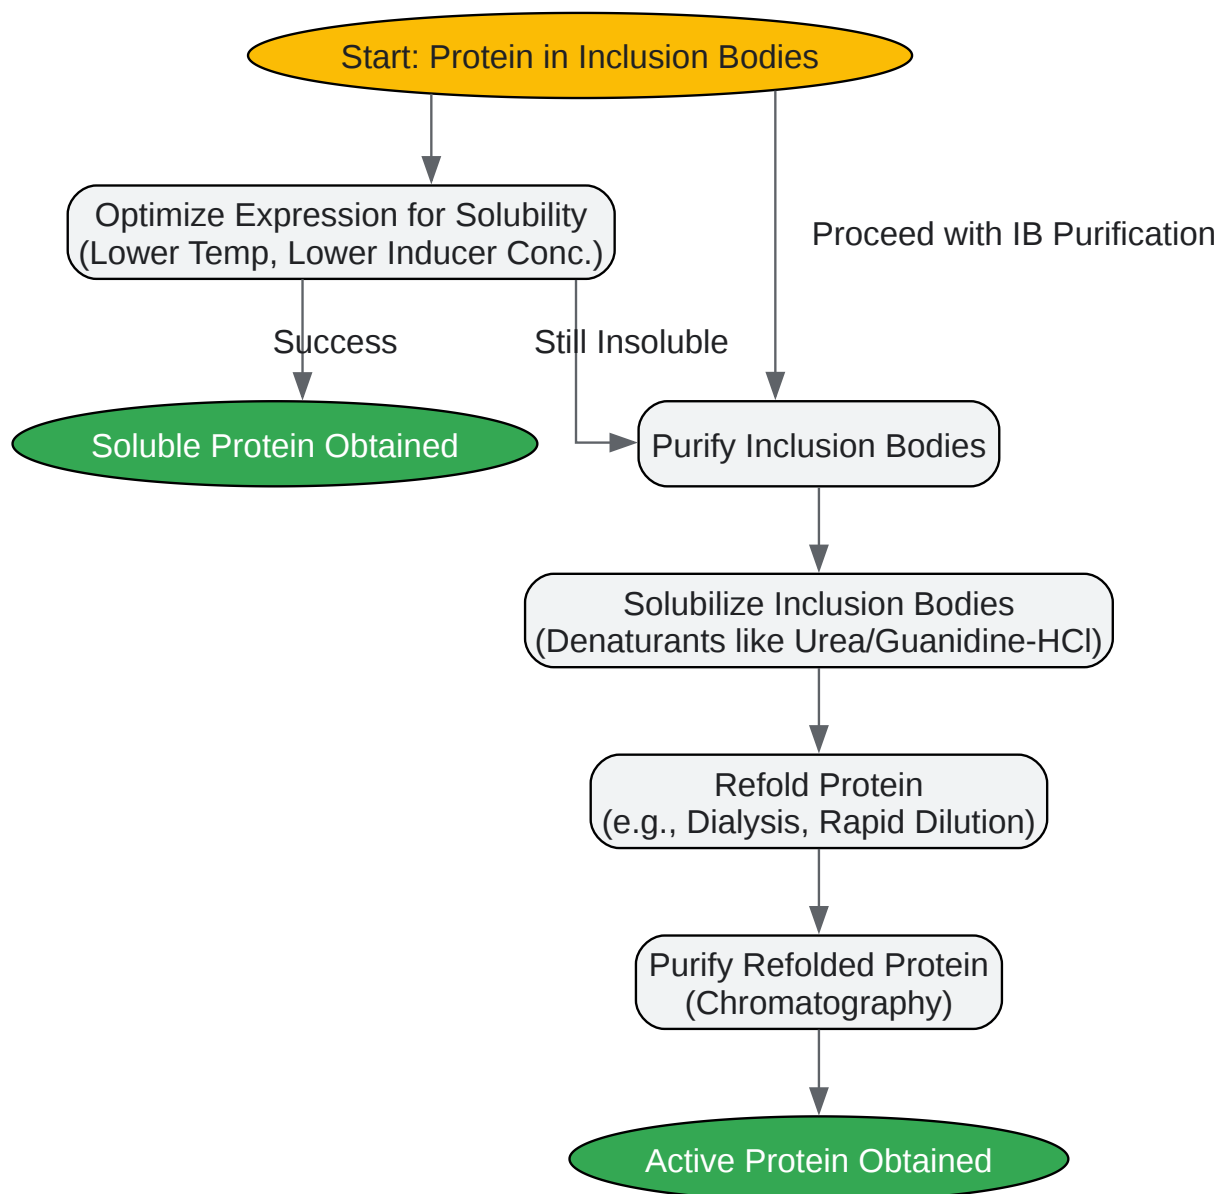 Start: Protein in Inclusion Bodies
Optimize Expression for Solubility
(Lower Temp, Lower Inducer Conc.)
Proceed with IB Purification
Success
Still Insoluble
Soluble Protein Obtained
Purify Inclusion Bodies
Solubilize Inclusion Bodies
(Denaturants like Urea/Guanidine-HCl)
Refold Protein
(e.g., Dialysis, Rapid Dilution)
Purify Refolded Protein
(Chromatography)
Active Protein Obtained